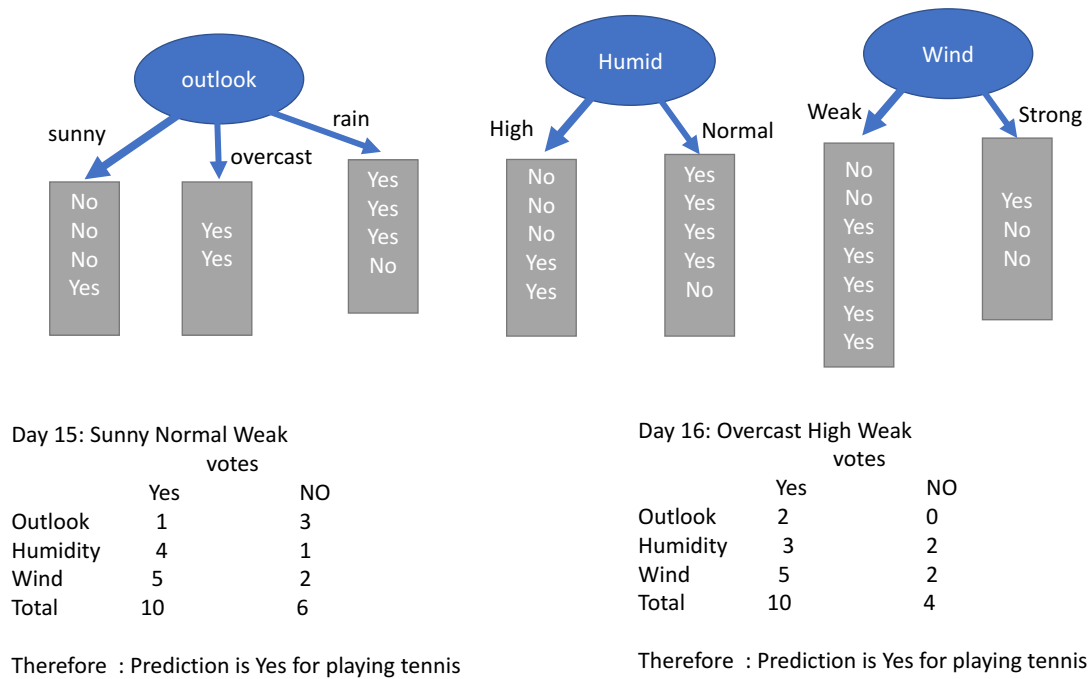 outlook
sunny
overcast
rain
No
No
No
Yes
Yes
Yes
Yes
Yes
Yes
No
Humid
High
Normal
No
No
No
Yes
Yes
Yes
Yes
Yes
Yes
No
Wind
Weak
Strong
No
No
Yes
Yes
Yes
Yes
Yes
Yes
No
No
Day 15: Sunny Normal Weak
votes
Yes NO
Outlook 1 3
Humidity 4 1
Wind 5 2
Total 10 6
Therefore : Prediction is Yes for playing tennis
Day 16: Overcast High Weak
votes
Yes NO
Outlook 2 0
Humidity 3 2
Wind 5 2
Total 10 4
Therefore : Prediction is Yes for playing tennis